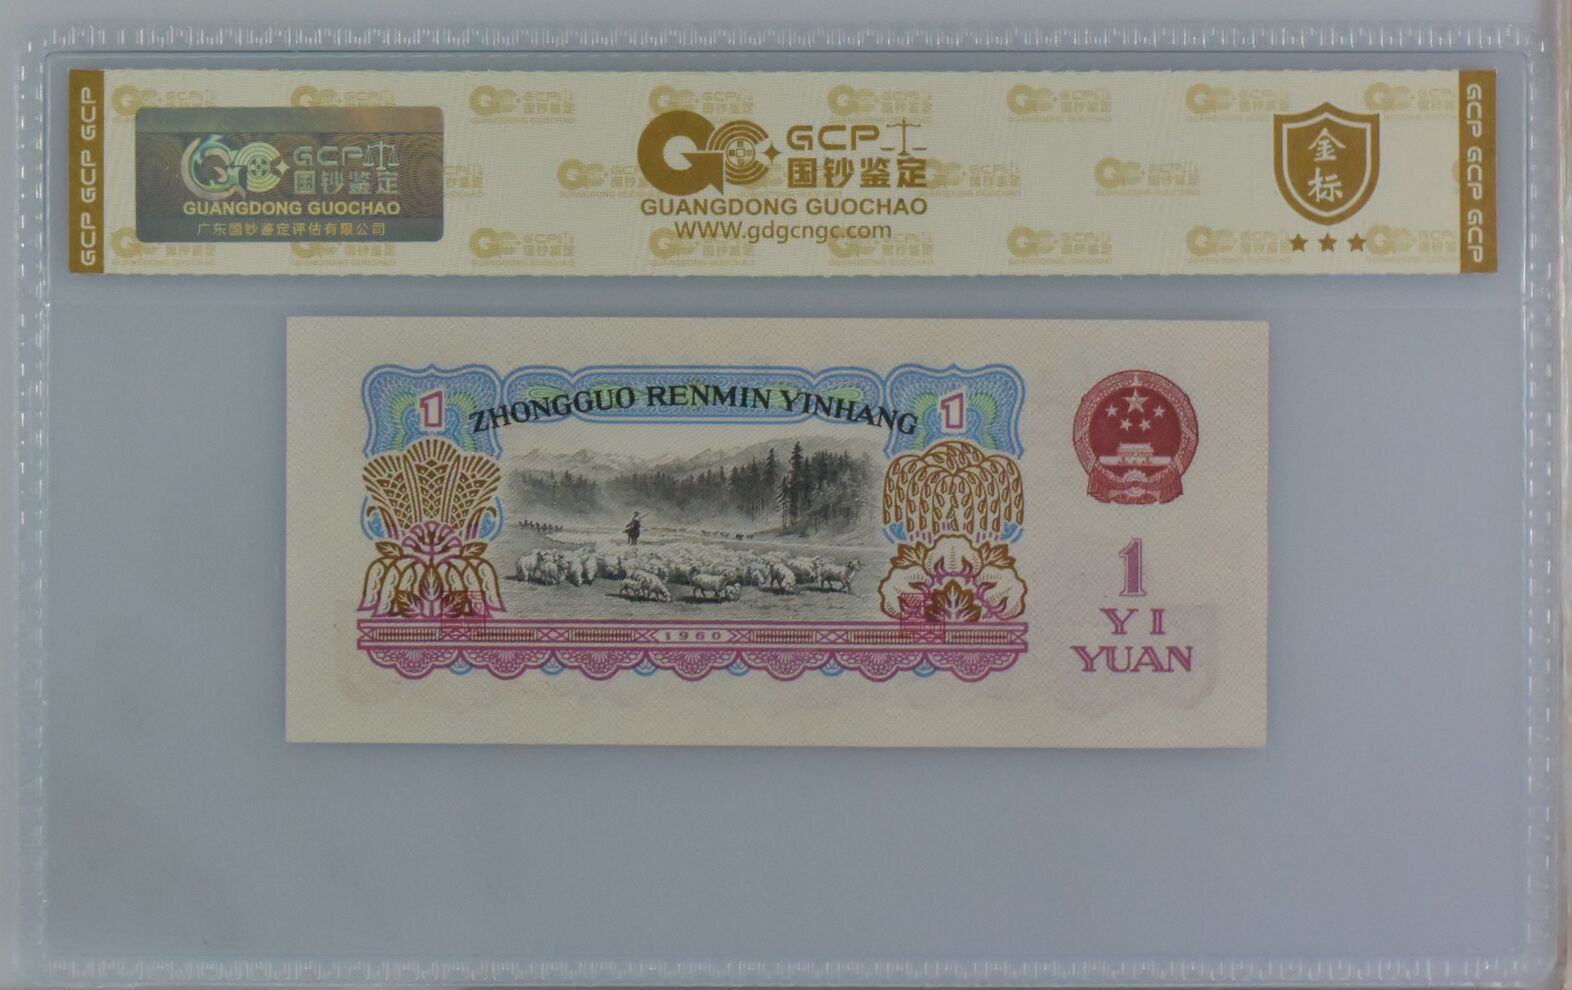 GCP GCP GCP
GCP
国钞鉴定
GUANGDONG GUOCHAO
广东国钞鉴定评估有限公司
GCP
国钞鉴定
GUANGDONG GUOCHAO
WWW.gdgcngc.com
金标
GCP GCP GCP
ZHONGGUO RENMIN YINHANG
1
1
1960
1
YI
YUAN